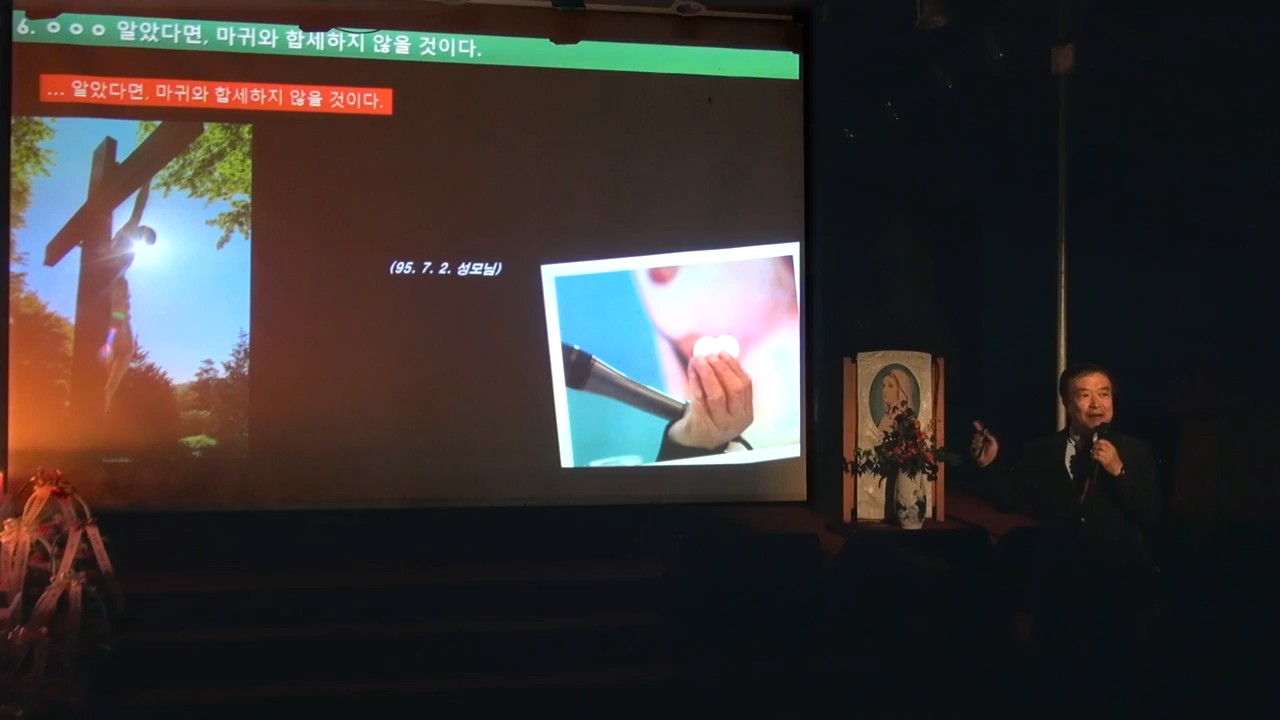 6. ㅇㅇㅇ 알았다면, 마귀와 합세하지 않을 것이다.
... 알았다면, 마귀와 합세하지 않을 것이다.
(95. 7. 2. 성모님)